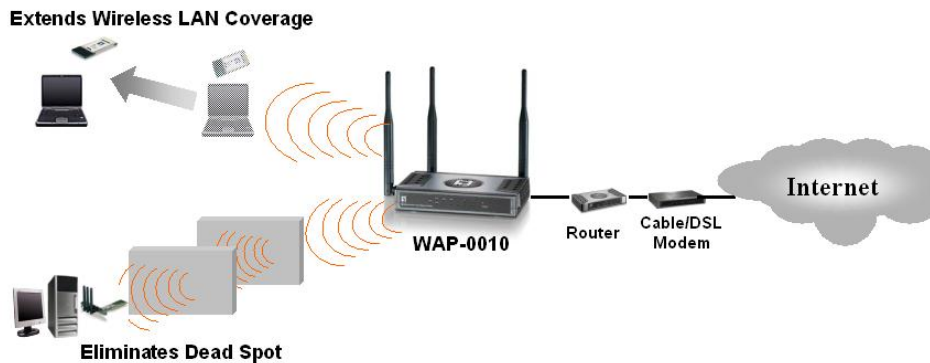 Extends Wireless LAN Coverage
Internet
WAP-0010
Router
Cable/DSL
Modem
Eliminates Dead Spot